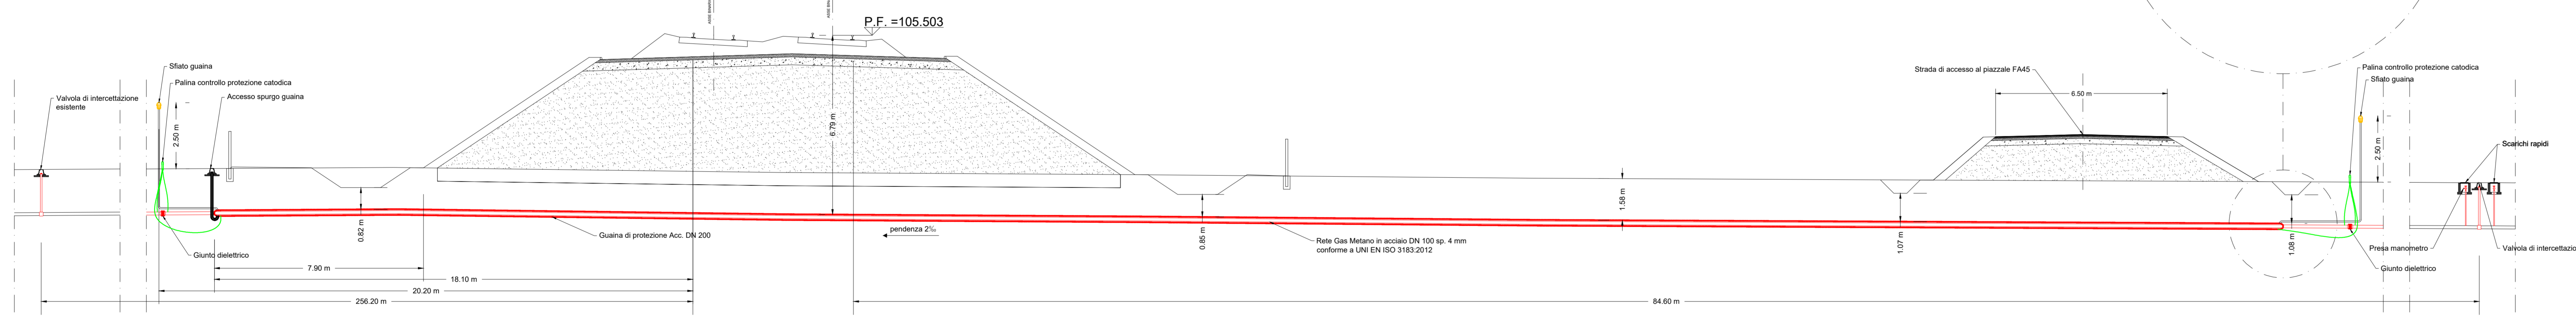 P.F. =105.503
Sfiato guaina
Palina controllo protezione catodica
Accesso spurgo guaina
Valvola di intercettazione
esistente
2.50 m
6.79 m
0.82 m
Giunto dielettrico
Guaina di protezione Acc. DN 200
pendenza 2‰
0.85 m
Rete Gas Metano in acciaio DN 100 sp. 4 mm
conforme a UNI EN ISO 3183:2012
1.58 m
7.90 m
18.10 m
20.20 m
256.20 m
84.60 m
Strada di accesso al piazzale FA45
6.50 m
1.07 m
1.08 m
Palina controllo protezione catodica
Sfiato guaina
2.50 m
Scarichi rapidi
Presa manometro
Valvola di intercettazio
Giunto dielettrico